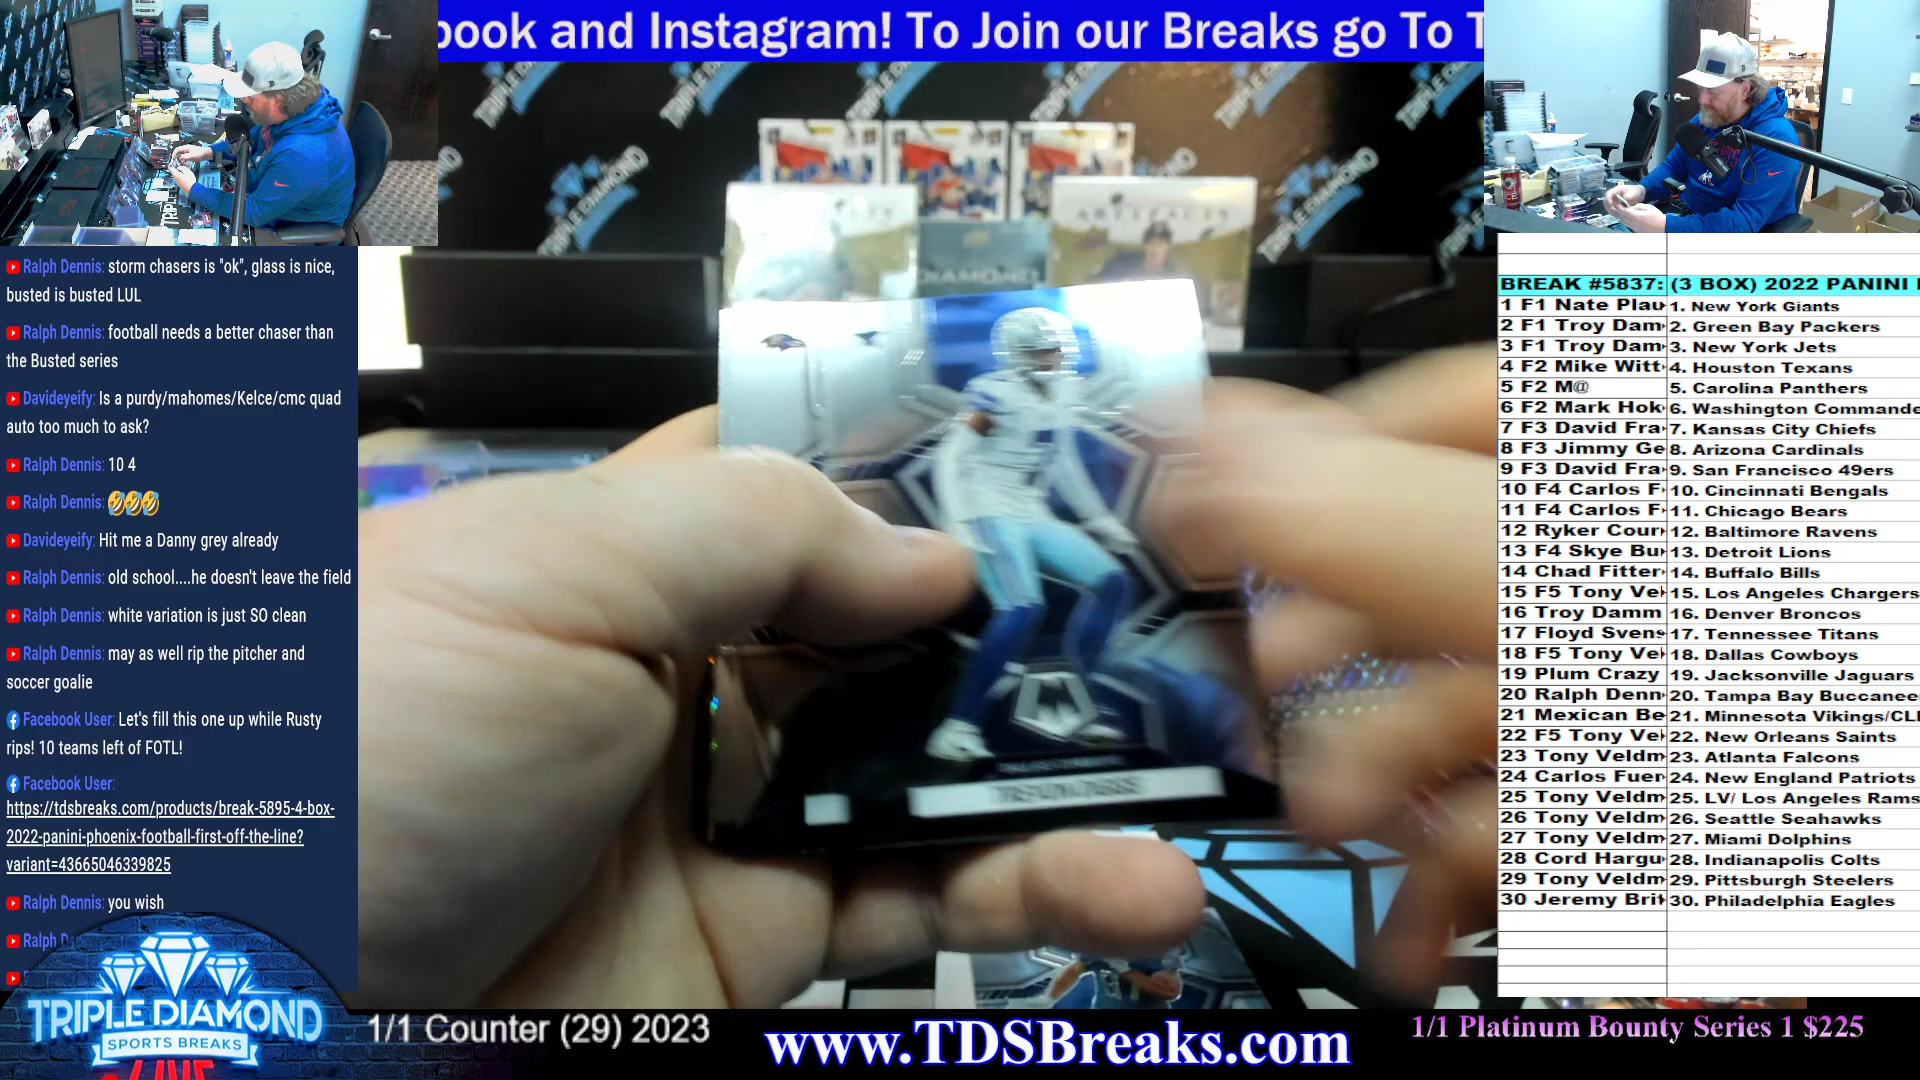 book and Instagram! To Join our Breaks go To T
Ralph Dennis: storm chasers is "ok", glass is nice,
busted is busted LUL
Ralph Dennis: football needs a better chaser than
the Busted series
Davideyeify: Is a purdy/mahomes/Kelce/cmc quad
auto too much to ask?
Ralph Dennis: 10 4
Ralph Dennis: 🤣🤣🤣
Davideyeify: Hit me a Danny grey already
Ralph Dennis: old school....he doesn't leave the field
Ralph Dennis: white variation is just SO clean
Ralph Dennis: may as well rip the pitcher and
soccer goalie
Facebook User: Let's fill this one up while Rusty
rips! 10 teams left of FOTL!
Facebook User:
https://tdsbreaks.com/products/break-5895-4-box-
2022-panini-phoenix-football-first-off-the-line?
variant=43665046339825
Ralph Dennis: you wish
Ralph D
TRIPLE DIAMOND
SPORTS BREAKS
LIVE
ARTIFACTS
DIAMOND
BREAK #5837: (3 BOX) 2022 PANINI
1 F1 Nate Plau 1. New York Giants
2 F1 Troy Dam 2. Green Bay Packers
3 F1 Troy Dam 3. New York Jets
4 F2 Mike Witt 4. Houston Texans
5 F2 M@ 5. Carolina Panthers
6 F2 Mark Hok 6. Washington Commande
7 F3 David Fra 7. Kansas City Chiefs
8 F3 Jimmy Ge 8. Arizona Cardinals
9 F3 David Fra 9. San Francisco 49ers
10 F4 Carlos F 10. Cincinnati Bengals
11 F4 Carlos F 11. Chicago Bears
12 Ryker Cour 12. Baltimore Ravens
13 F4 Skye Bu 13. Detroit Lions
14 Chad Fitter 14. Buffalo Bills
15 F5 Tony Ve 15. Los Angeles Chargers
16 Troy Damm 16. Denver Broncos
17 Floyd Svens 17. Tennessee Titans
18 F5 Tony Ve 18. Dallas Cowboys
19 Plum Crazy 19. Jacksonville Jaguars
20 Ralph Denn 20. Tampa Bay Buccanee
21 Mexican Be 21. Minnesota Vikings/CLE
22 F5 Tony Ve 22. New Orleans Saints
23 Tony Veldm 23. Atlanta Falcons
24 Carlos Fuer 24. New England Patriots
25 Tony Veldm 25. LV/ Los Angeles Rams
26 Tony Veldm 26. Seattle Seahawks
27 Tony Veldm 27. Miami Dolphins
28 Cord Hargu 28. Indianapolis Colts
29 Tony Veldm 29. Pittsburgh Steelers
30 Jeremy Brit 30. Philadelphia Eagles
1/1 Counter (29) 2023
www.TDSBreaks.com
1/1 Platinum Bounty Series 1 $225